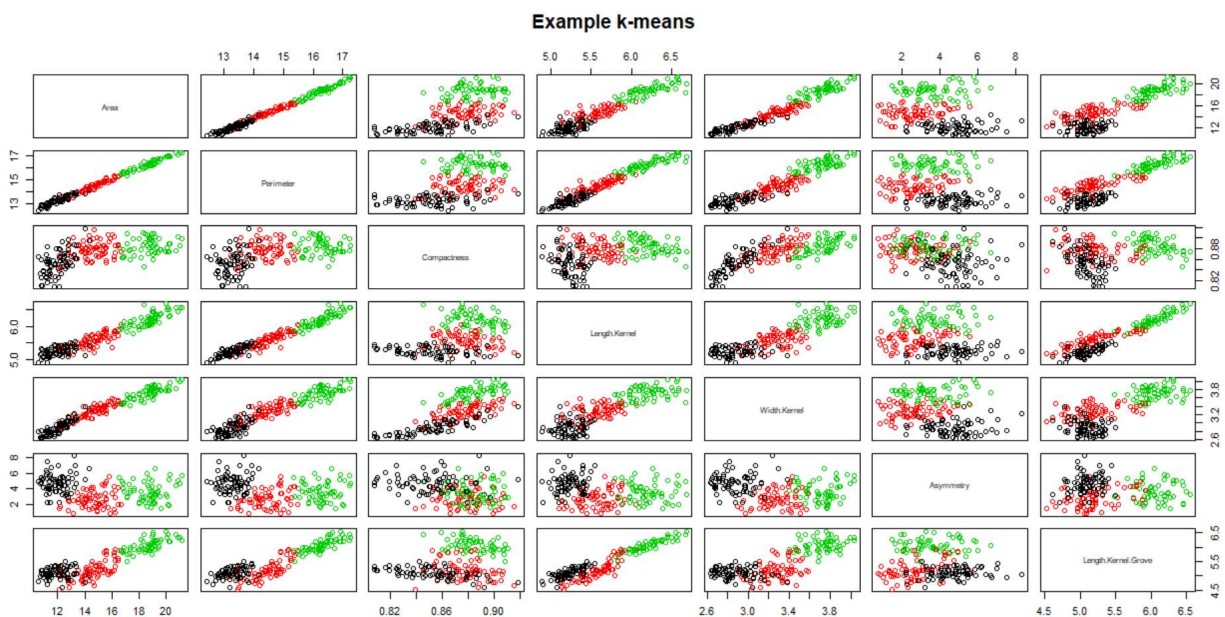 Example k-means
13 14 15 16 17
5.0 5.5 6.0 6.5
2 4 6 8
Area
12 16 20
13 15 17
Perimeter
Compactness
0.82 0.88
5.0 6.0
Length.Kernel
Width.Kernel
2.6 3.2 3.8
2 4 6 8
Asymmetry
Length.Kernel.Grove
4.5 5.5 6.5
12 14 16 18 20
0.82 0.86 0.90
2.6 3.0 3.4 3.8
4.5 5.0 5.5 6.0 6.5